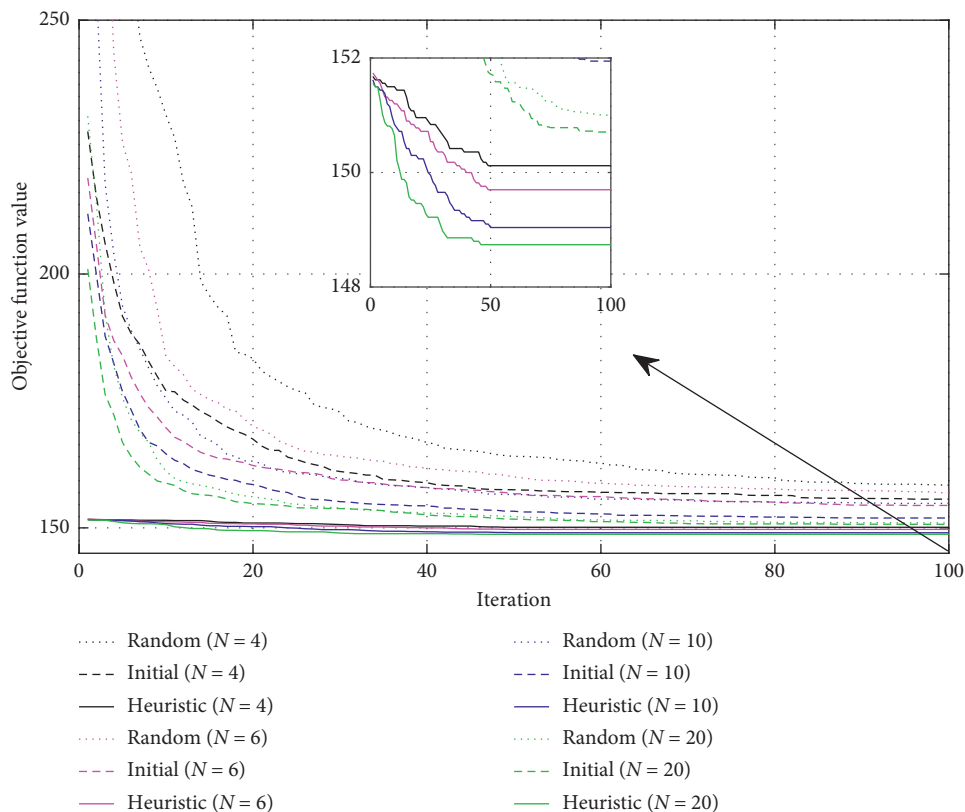 250
200
150
Objective function value
152
150
148
0
50
100
0
20
40
60
80
100
Iteration
Random (N = 4)
Initial (N = 4)
Heuristic (N = 4)
Random (N = 6)
Initial (N = 6)
Heuristic (N = 6)
Random (N = 10)
Initial (N = 10)
Heuristic (N = 10)
Random (N = 20)
Initial (N = 20)
Heuristic (N = 20)